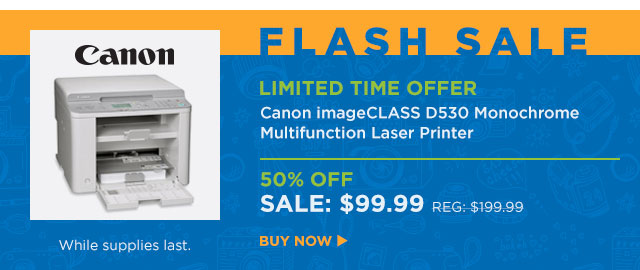 FLASH SALE
Canon
LIMITED TIME OFFER
Canon imageCLASS D530 Monochrome
Multifunction Laser Printer
50% OFF
SALE: $99.99 REG: $199.99
BUY NOW ▶
While supplies last.